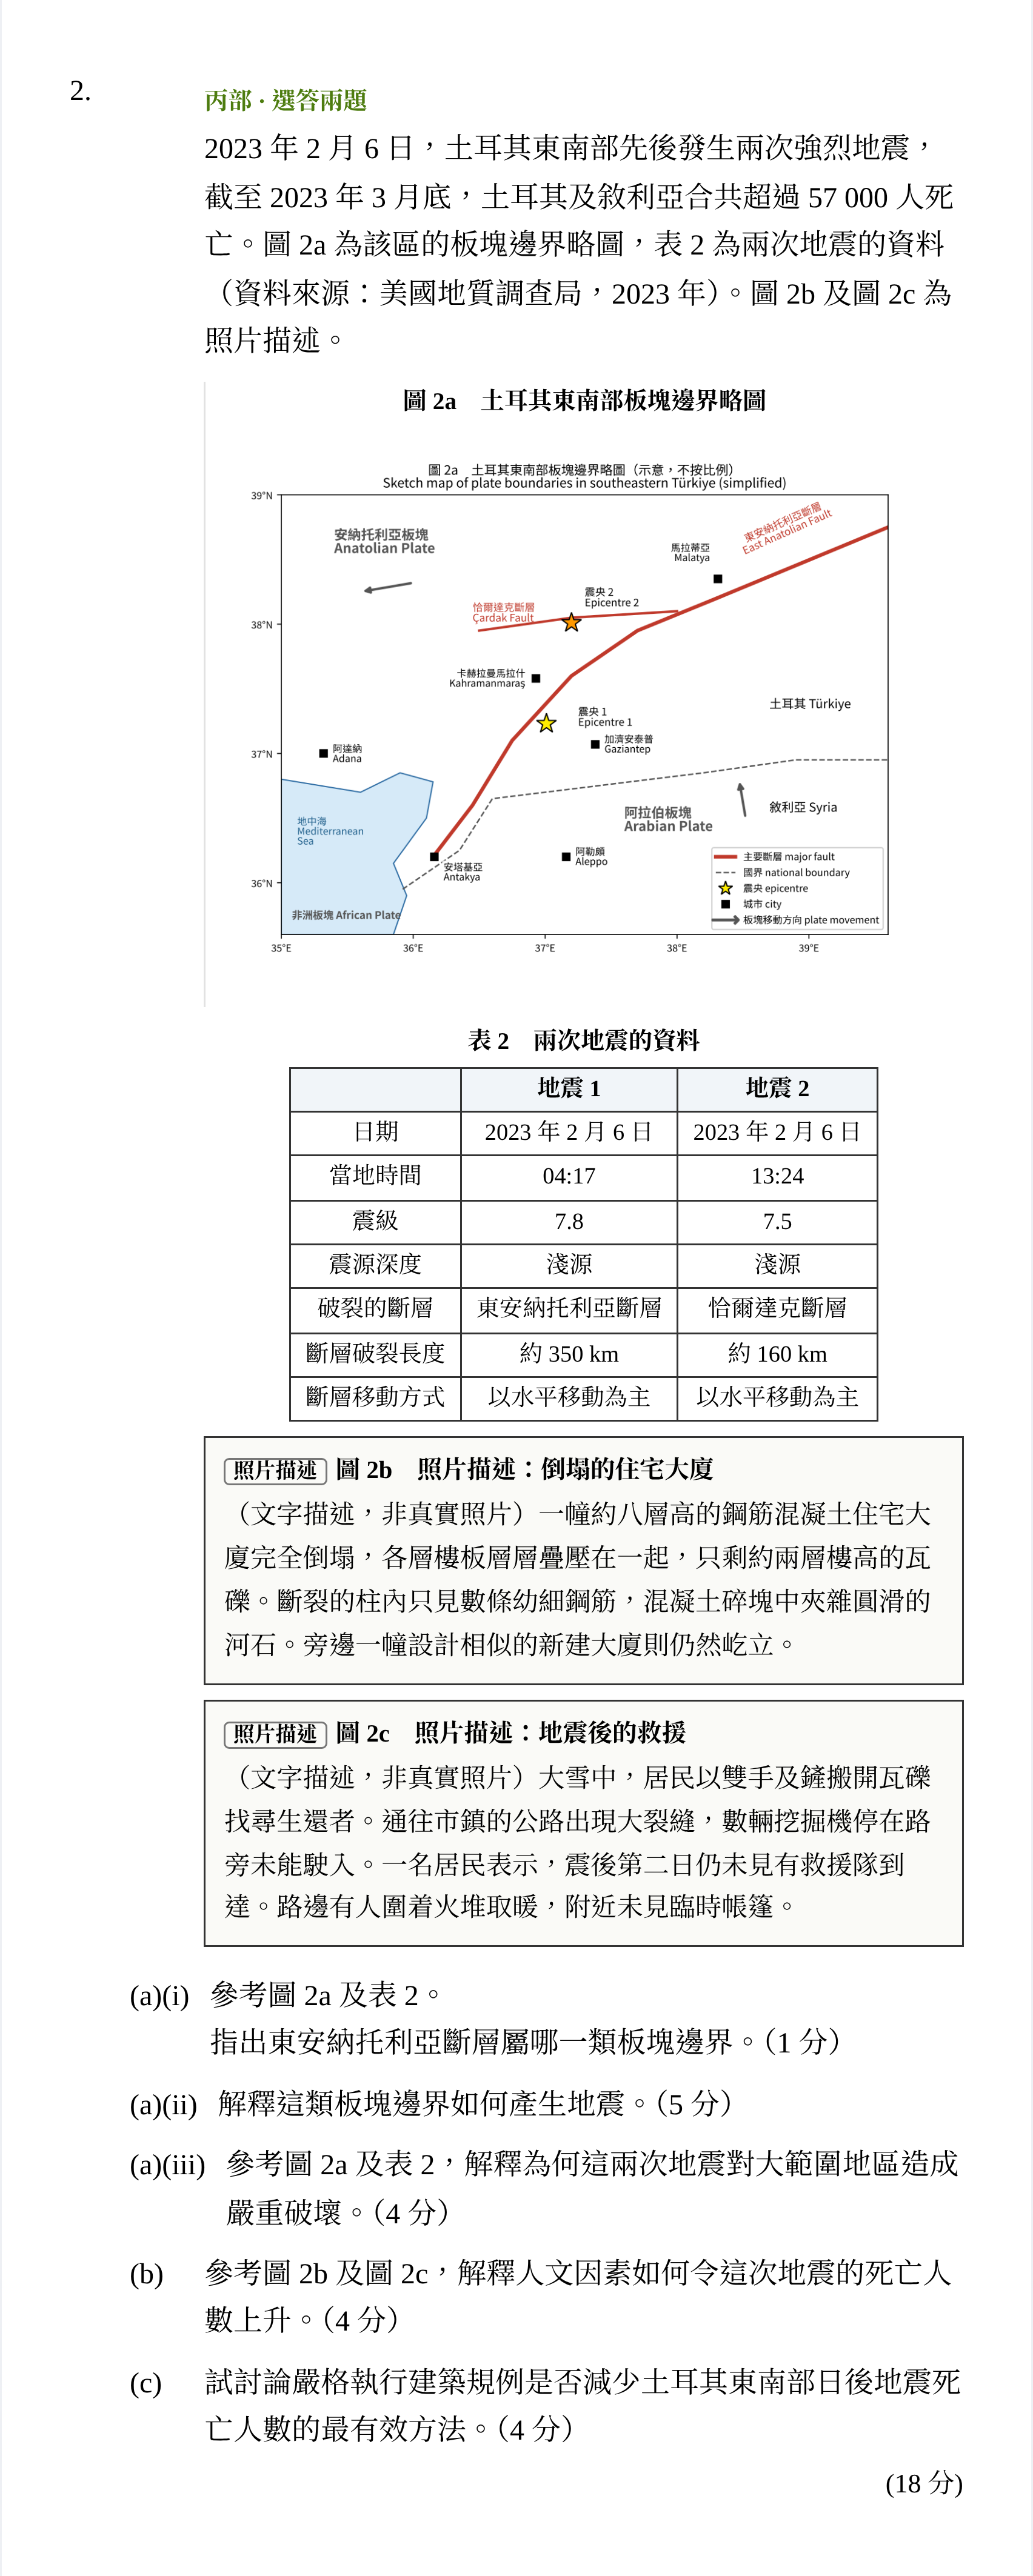 2.
丙部 · 選答兩題
2023 年 2 月 6 日，土耳其東南部先後發生兩次強烈地震，
截至 2023 年 3 月底，土耳其及敘利亞合共超過 57 000 人死
亡。圖 2a 為該區的板塊邊界略圖，表 2 為兩次地震的資料
（資料來源：美國地質調查局，2023 年）。圖 2b 及圖 2c 為
照片描述。
圖 2a　土耳其東南部板塊邊界略圖
圖 2a　土耳其東南部板塊邊界略圖（示意，不按比例）
Sketch map of plate boundaries in southeastern Türkiye (simplified)
39°N
38°N
37°N
36°N
35°E
36°E
37°E
38°E
39°E
安納托利亞板塊
Anatolian Plate
馬拉蒂亞
Malatya
東安納托利亞斷層
East Anatolian Fault
恰爾達克斷層
Çardak Fault
震央 2
Epicentre 2
卡赫拉曼馬拉什
Kahramanmaraş
震央 1
Epicentre 1
土耳其 Türkiye
加濟安泰普
Gaziantep
阿達納
Adana
地中海
Mediterranean
Sea
阿拉伯板塊
Arabian Plate
敘利亞 Syria
安塔基亞
Antakya
阿勒頗
Aleppo
非洲板塊 African Plate
主要斷層 major fault
國界 national boundary
震央 epicentre
城市 city
板塊移動方向 plate movement
表 2　兩次地震的資料
地震 1 地震 2
日期 2023 年 2 月 6 日 2023 年 2 月 6 日
當地時間 04:17 13:24
震級 7.8 7.5
震源深度 淺源 淺源
破裂的斷層 東安納托利亞斷層 恰爾達克斷層
斷層破裂長度 約 350 km 約 160 km
斷層移動方式 以水平移動為主 以水平移動為主
照片描述 圖 2b　照片描述：倒塌的住宅大廈
（文字描述，非真實照片）一幢約八層高的鋼筋混凝土住宅大
廈完全倒塌，各層樓板層層疊壓在一起，只剩約兩層樓高的瓦
礫。斷裂的柱內只見數條幼細鋼筋，混凝土碎塊中夾雜圓滑的
河石。旁邊一幢設計相似的新建大廈則仍然屹立。
照片描述 圖 2c　照片描述：地震後的救援
（文字描述，非真實照片）大雪中，居民以雙手及鏟搬開瓦礫
找尋生還者。通往市鎮的公路出現大裂縫，數輛挖掘機停在路
旁未能駛入。一名居民表示，震後第二日仍未見有救援隊到
達。路邊有人圍着火堆取暖，附近未見臨時帳篷。
(a)(i) 參考圖 2a 及表 2。
指出東安納托利亞斷層屬哪一類板塊邊界。（1 分）
(a)(ii) 解釋這類板塊邊界如何產生地震。（5 分）
(a)(iii) 參考圖 2a 及表 2，解釋為何這兩次地震對大範圍地區造成
嚴重破壞。（4 分）
(b) 參考圖 2b 及圖 2c，解釋人文因素如何令這次地震的死亡人
數上升。（4 分）
(c) 試討論嚴格執行建築規例是否減少土耳其東南部日後地震死
亡人數的最有效方法。（4 分）
(18 分)